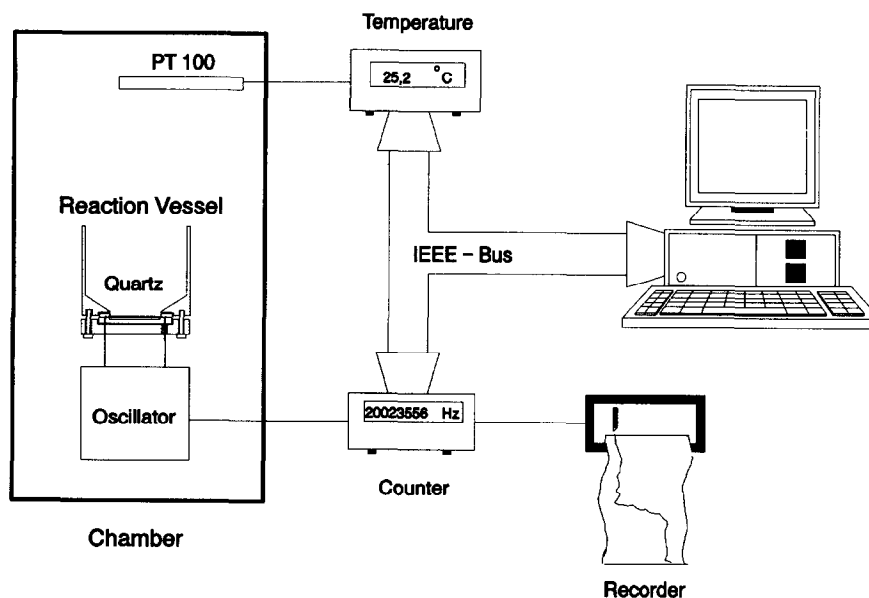 Temperature
PT 100
25,2 °C
Reaction Vessel
Quartz
IEEE – Bus
Oscillator
20023556 Hz
Counter
Chamber
Recorder